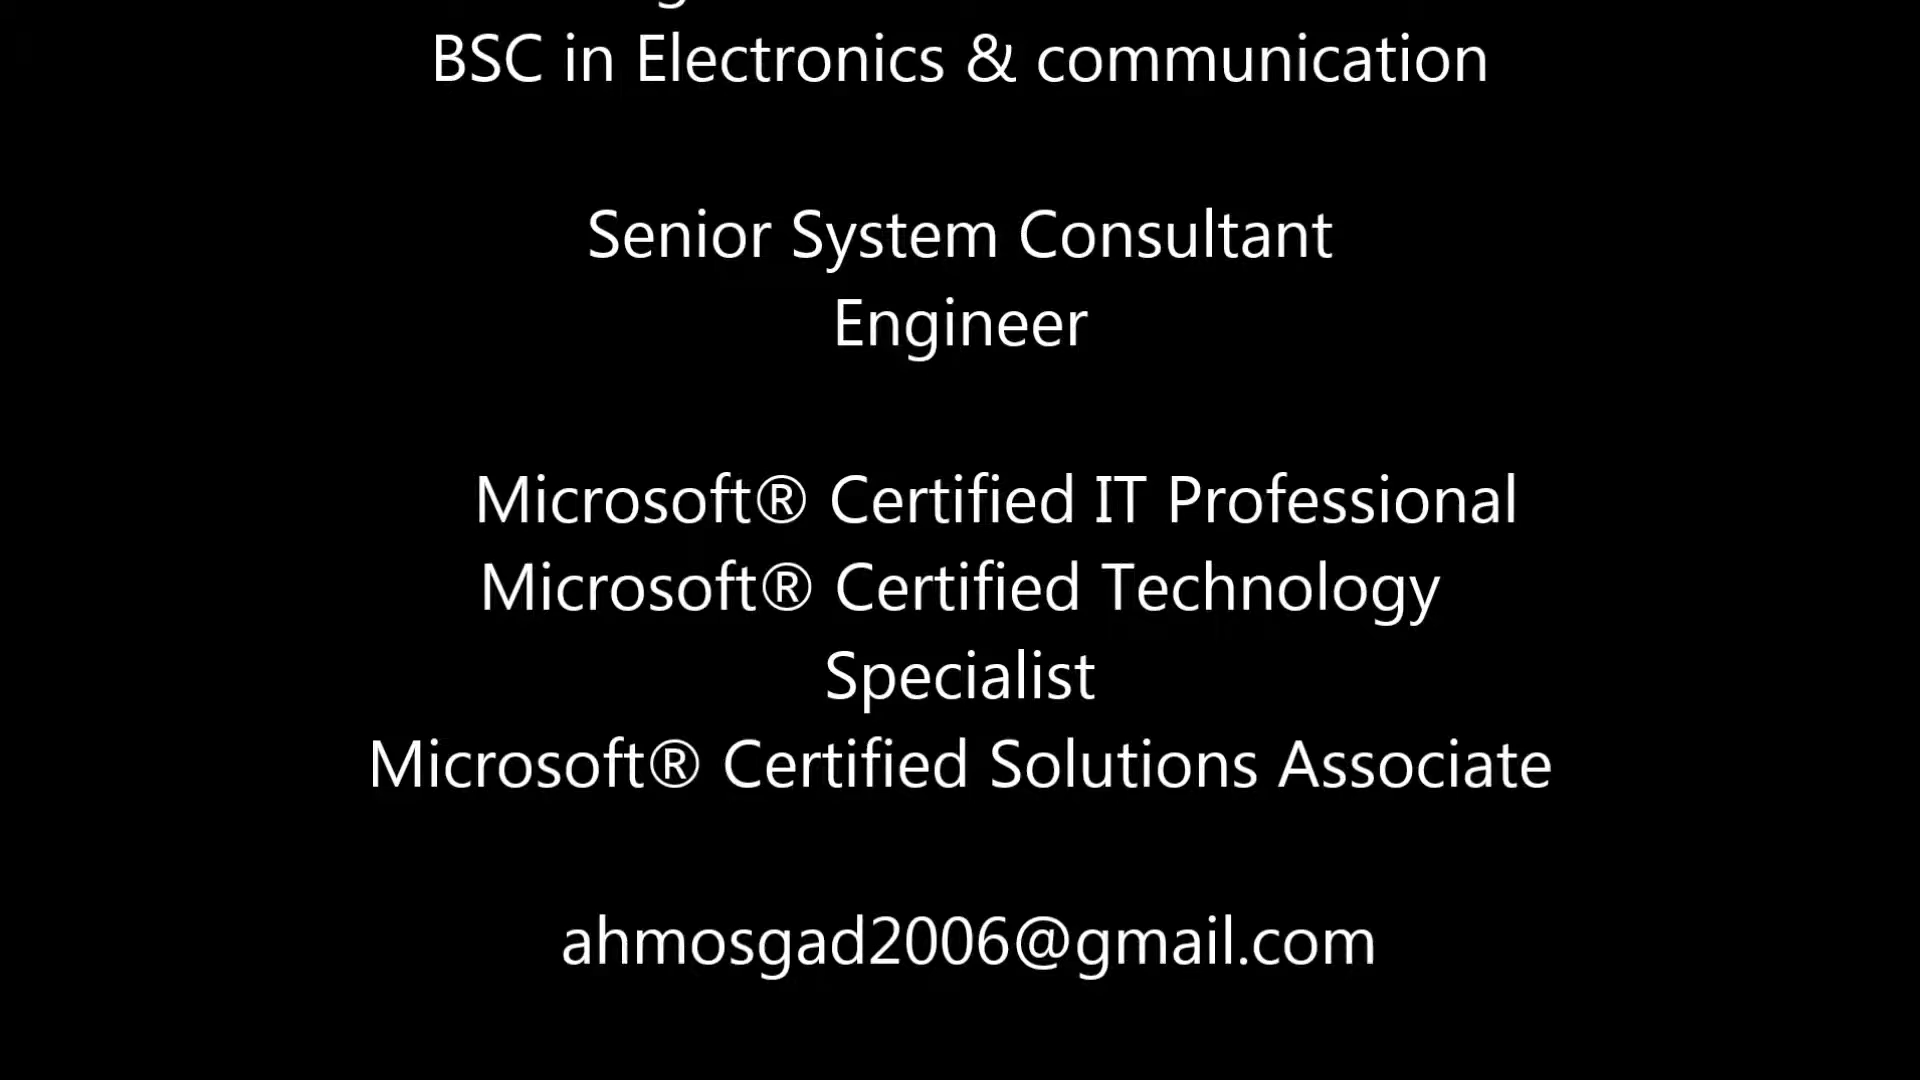 BSC in Electronics & communication
Senior System Consultant
Engineer
Microsoft® Certified IT Professional
Microsoft® Certified Technology
Specialist
Microsoft® Certified Solutions Associate
ahmosgad2006@gmail.com